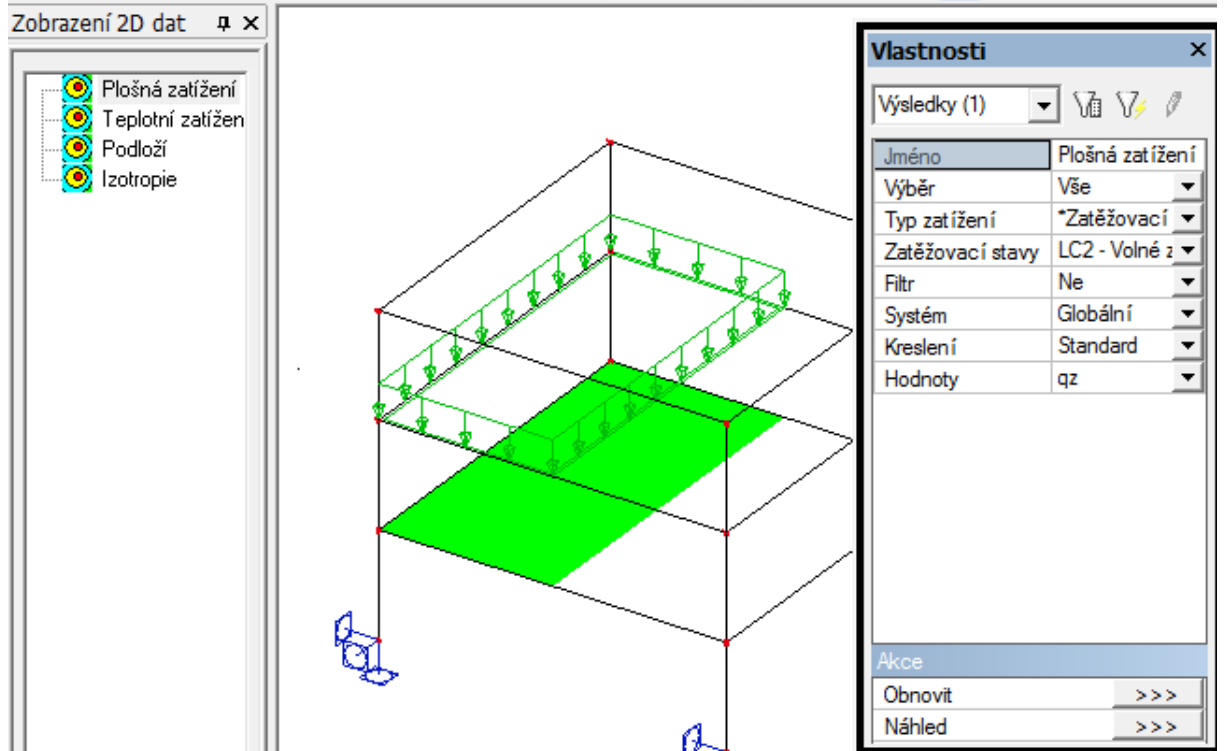 Zobrazení 2D dat
Plošná zatížení
Teplotní zatížen
Podloží
Izotropie
Vlastnosti
Výsledky (1)
Jméno Plošná zatížení
Výběr Vše
Typ zatížení *Zatěžovací
Zatěžovací stavy LC2 - Volné z
Filtr Ne
Systém Globální
Kreslení Standard
Hodnoty qz
Akce
Obnovit >>>
Náhled >>>